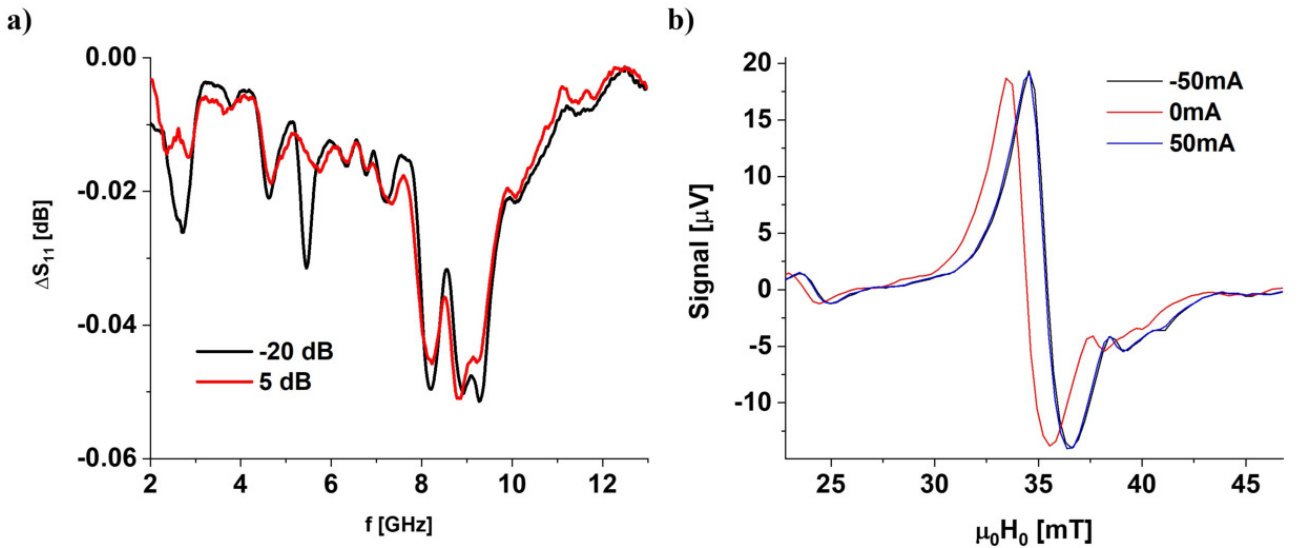 a)
0.00
-0.02
-0.04
-0.06
ΔS11 [dB]
-20 dB
5 dB
2 4 6 8 10 12
f [GHz]
b)
20
15
10
5
0
-5
-10
Signal [μV]
-50mA
0mA
50mA
25 30 35 40 45
μ0H0 [mT]